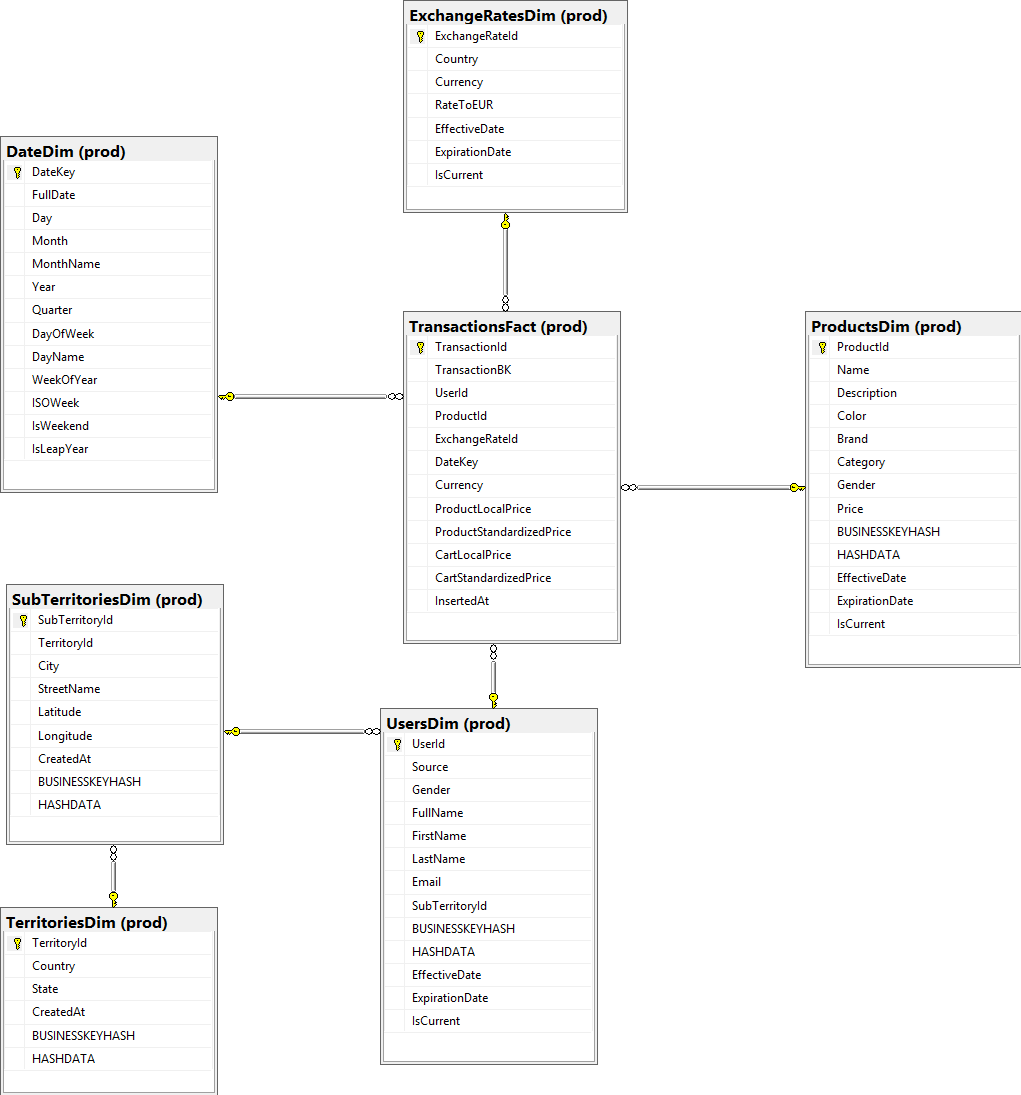 ExchangeRatesDim (prod)
ExchangeRateId
Country
Currency
RateToEUR
EffectiveDate
ExpirationDate
IsCurrent
DateDim (prod)
DateKey
FullDate
Day
Month
MonthName
Year
Quarter
DayOfWeek
DayName
WeekOfYear
ISOWeek
IsWeekend
IsLeapYear
TransactionsFact (prod)
TransactionId
TransactionBK
UserId
ProductId
ExchangeRateId
DateKey
Currency
ProductLocalPrice
ProductStandardizedPrice
CartLocalPrice
CartStandardizedPrice
InsertedAt
ProductsDim (prod)
ProductId
Name
Description
Color
Brand
Category
Gender
Price
BUSINESSKEYHASH
HASHDATA
EffectiveDate
ExpirationDate
IsCurrent
SubTerritoriesDim (prod)
SubTerritoryId
TerritoryId
City
StreetName
Latitude
Longitude
CreatedAt
BUSINESSKEYHASH
HASHDATA
UsersDim (prod)
UserId
Source
Gender
FullName
FirstName
LastName
Email
SubTerritoryId
BUSINESSKEYHASH
HASHDATA
EffectiveDate
ExpirationDate
IsCurrent
TerritoriesDim (prod)
TerritoryId
Country
State
CreatedAt
BUSINESSKEYHASH
HASHDATA